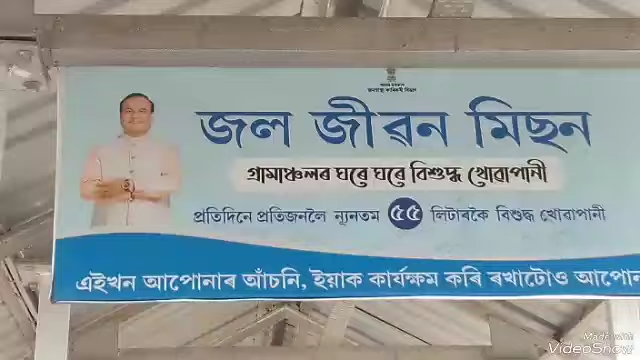 জল জীৱন মিছন
গ্ৰামাঞ্চলৰ ঘৰে ঘৰে বিশুদ্ধ খোৱাপানী
প্ৰতিদিনে প্ৰতিজনলৈ ন্যূনতম ৫৫ লিটাৰকৈ বিশুদ্ধ খোৱাপানী
এইখন আপোনাৰ আঁচনি, ইয়াক কাৰ্যক্ষম কৰি ৰখাটোও আপোন
Made with
VideoShow